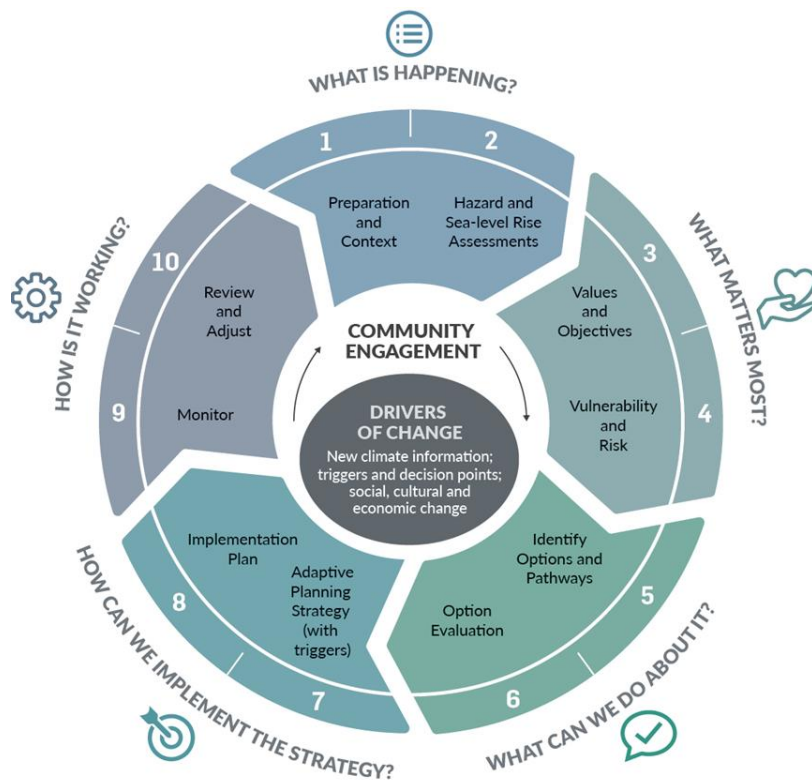 WHAT IS HAPPENING?
1
Preparation
and
Context
2
Hazard and
Sea-level Rise
Assessments
WHAT MATTERS MOST?
3
Values
and
Objectives
4
Vulnerability
and
Risk
WHAT CAN WE DO ABOUT IT?
5
Identify
Options and
Pathways
6
Option
Evaluation
HOW CAN WE IMPLEMENT THE STRATEGY?
7
Adaptive
Planning
Strategy
(with
triggers)
8
Implementation
Plan
HOW IS IT WORKING?
9
Monitor
10
Review
and
Adjust
COMMUNITY
ENGAGEMENT
DRIVERS
OF CHANGE
New climate information;
triggers and decision points;
social, cultural and
economic change